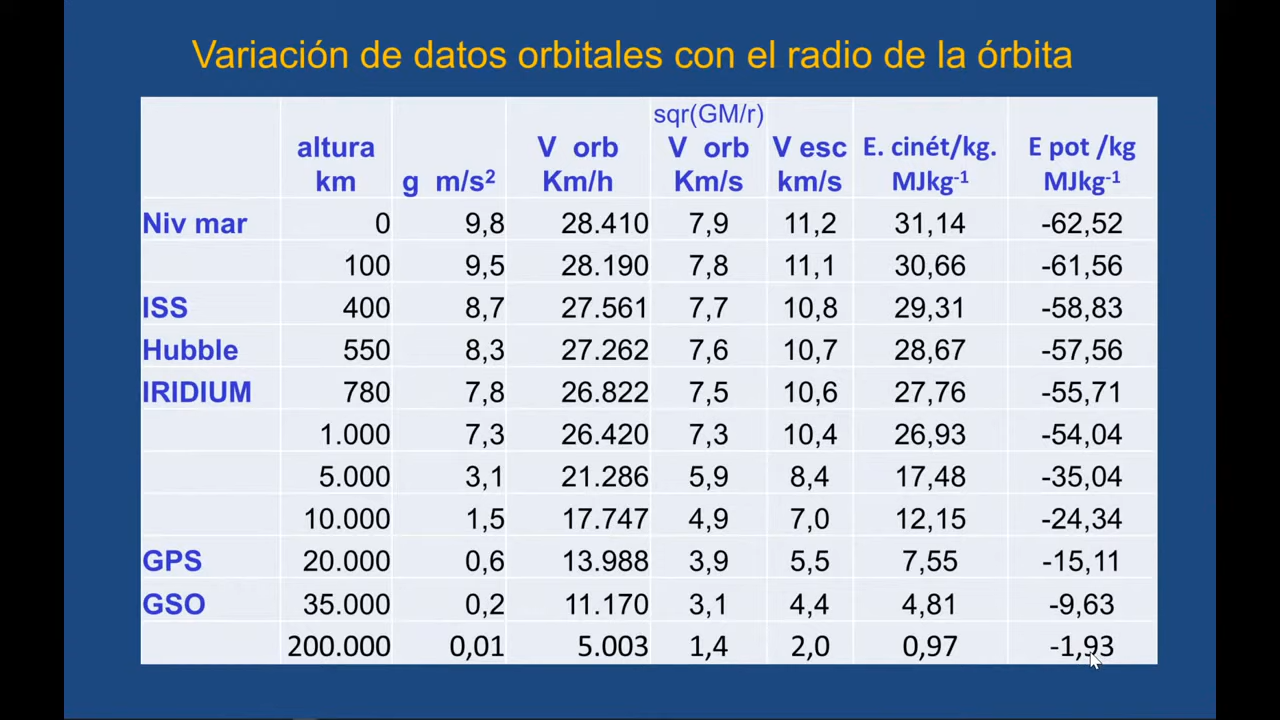 Variación de datos orbitales con el radio de la órbita
sqr(GM/r)
altura V orb V orb V esc E. cinét/kg. E pot /kg
km g m/s² Km/h Km/s km/s MJkg-1 MJkg-1
Niv mar 0 9,8 28.410 7,9 11,2 31,14 -62,52
100 9,5 28.190 7,8 11,1 30,66 -61,56
ISS 400 8,7 27.561 7,7 10,8 29,31 -58,83
Hubble 550 8,3 27.262 7,6 10,7 28,67 -57,56
IRIDIUM 780 7,8 26.822 7,5 10,6 27,76 -55,71
1.000 7,3 26.420 7,3 10,4 26,93 -54,04
5.000 3,1 21.286 5,9 8,4 17,48 -35,04
10.000 1,5 17.747 4,9 7,0 12,15 -24,34
GPS 20.000 0,6 13.988 3,9 5,5 7,55 -15,11
GSO 35.000 0,2 11.170 3,1 4,4 4,81 -9,63
200.000 0,01 5.003 1,4 2,0 0,97 -1,93